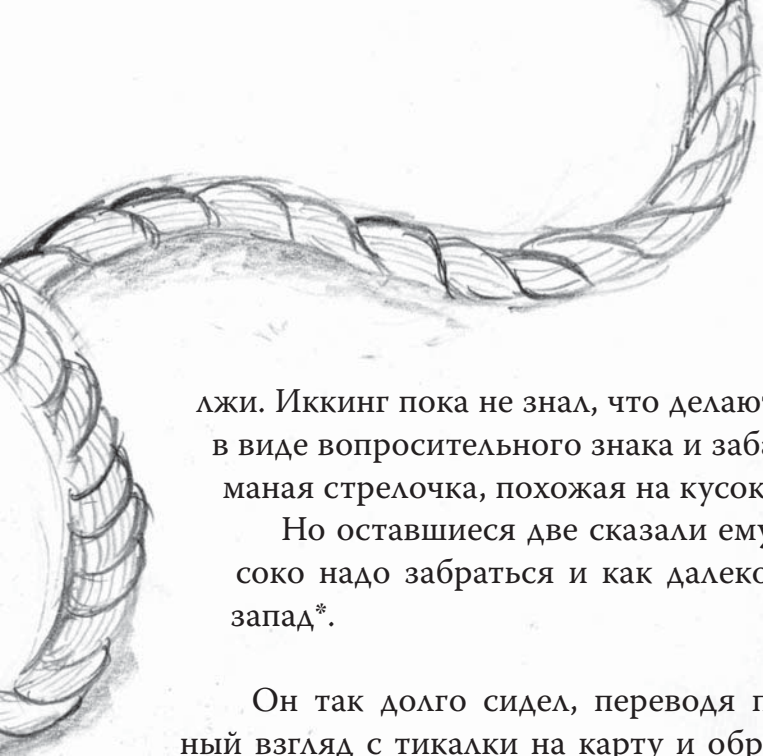 лжи. Иккинг пока не знал, что делают
в виде вопросительного знака и заба
маная стрелочка, похожая на кусок
Но оставшиеся две сказали ему
соко надо забраться и как далеко
запад*.
Он так долго сидел, переводя п
ный взгляд с тикалки на карту и обр